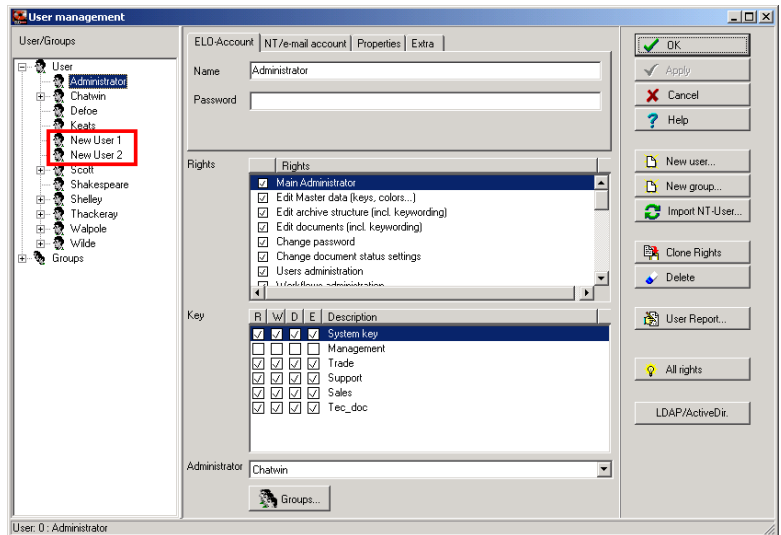 User management
User/Groups
User
Administrator
Chatwin
Defoe
Keats
New User 1
New User 2
Scott
Shakespeare
Shelley
Thackeray
Walpole
Wilde
Groups
ELO-Account NT/e-mail account Properties Extra
Name Administrator
Password
Rights
Rights
Main Administrator
Edit Master data (keys, colors...)
Edit archive structure (incl. keywording)
Edit documents (incl. keywording)
Change password
Change document status settings
Users administration
Workflows administration
Key
R W D E Description
System key
Management
Trade
Support
Sales
Tec_doc
Administrator Chatwin
Groups...
OK
Apply
Cancel
Help
New user...
New group...
Import NT-User...
Clone Rights
Delete
User Report...
All rights
LDAP/ActiveDir.
User: 0 : Administrator